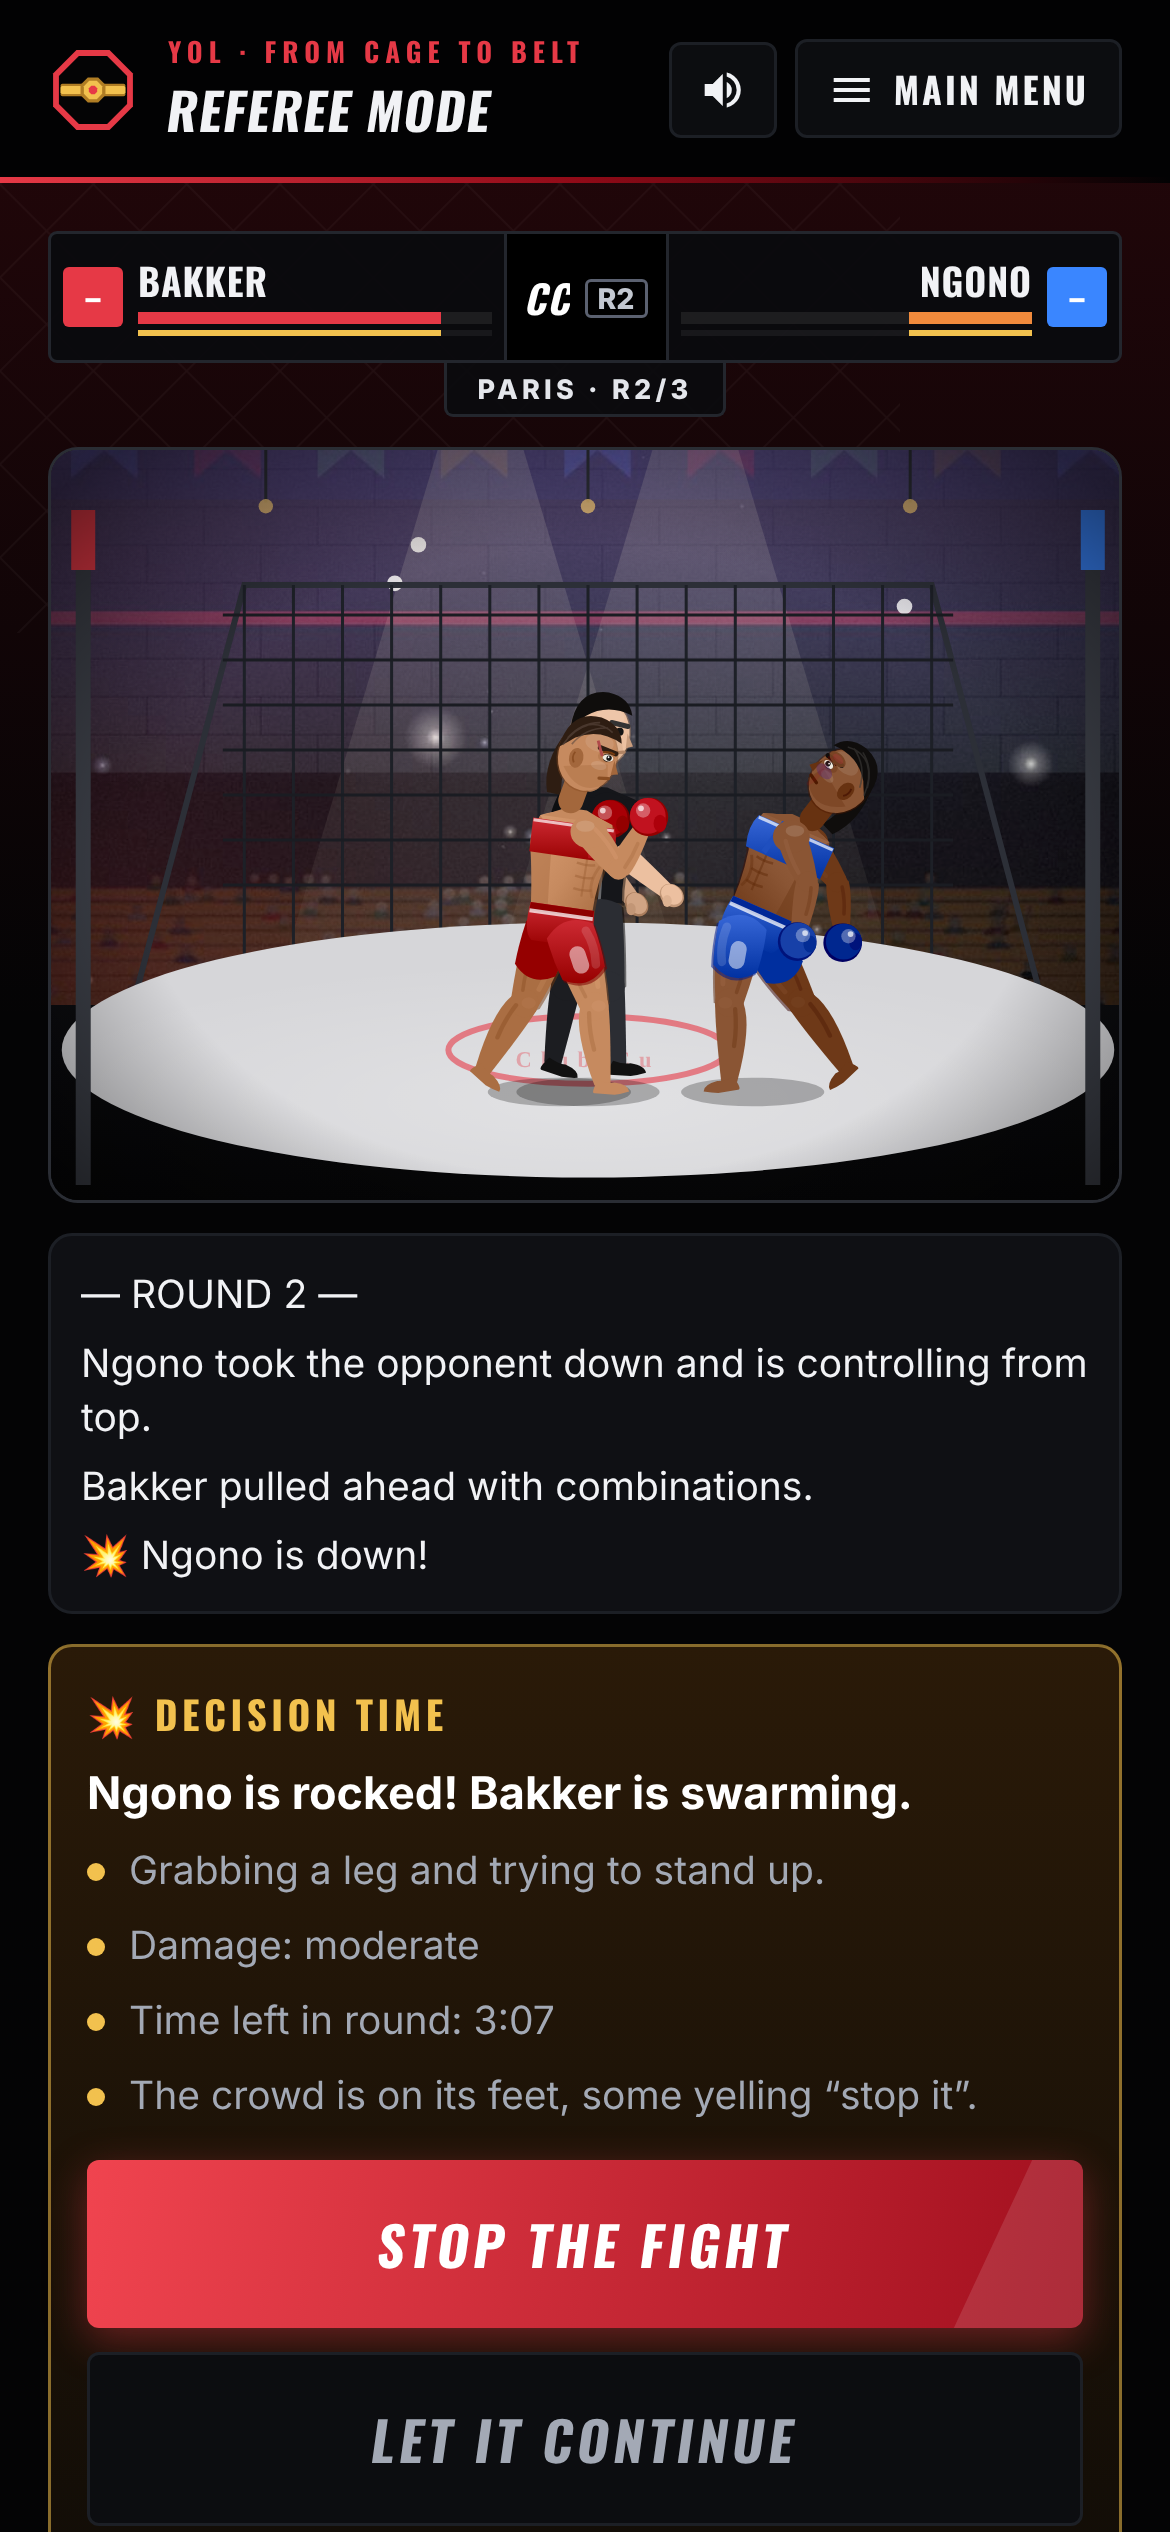 YOL · FROM CAGE TO BELT
REFEREE MODE
MAIN MENU
– BAKKER
CC R2
NGONO –
PARIS · R2/3
— ROUND 2 —
Ngono took the opponent down and is controlling from
top.
Bakker pulled ahead with combinations.
💥 Ngono is down!
💥 DECISION TIME
Ngono is rocked! Bakker is swarming.
Grabbing a leg and trying to stand up.
Damage: moderate
Time left in round: 3:07
The crowd is on its feet, some yelling “stop it”.
STOP THE FIGHT
LET IT CONTINUE